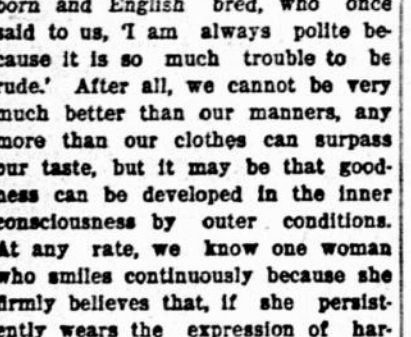 born and English bred, who once
said to us, 'I am always polite be-
cause it is so much trouble to be
rude.' After all, we cannot be very
much better than our manners, any
more than our clothes can surpass
our taste, but it may be that good-
ness can be developed in the inner
consciousness by outer conditions.
At any rate, we know one woman
who smiles continuously because she
firmly believes that, if she persist-
ently wears the expression of har-